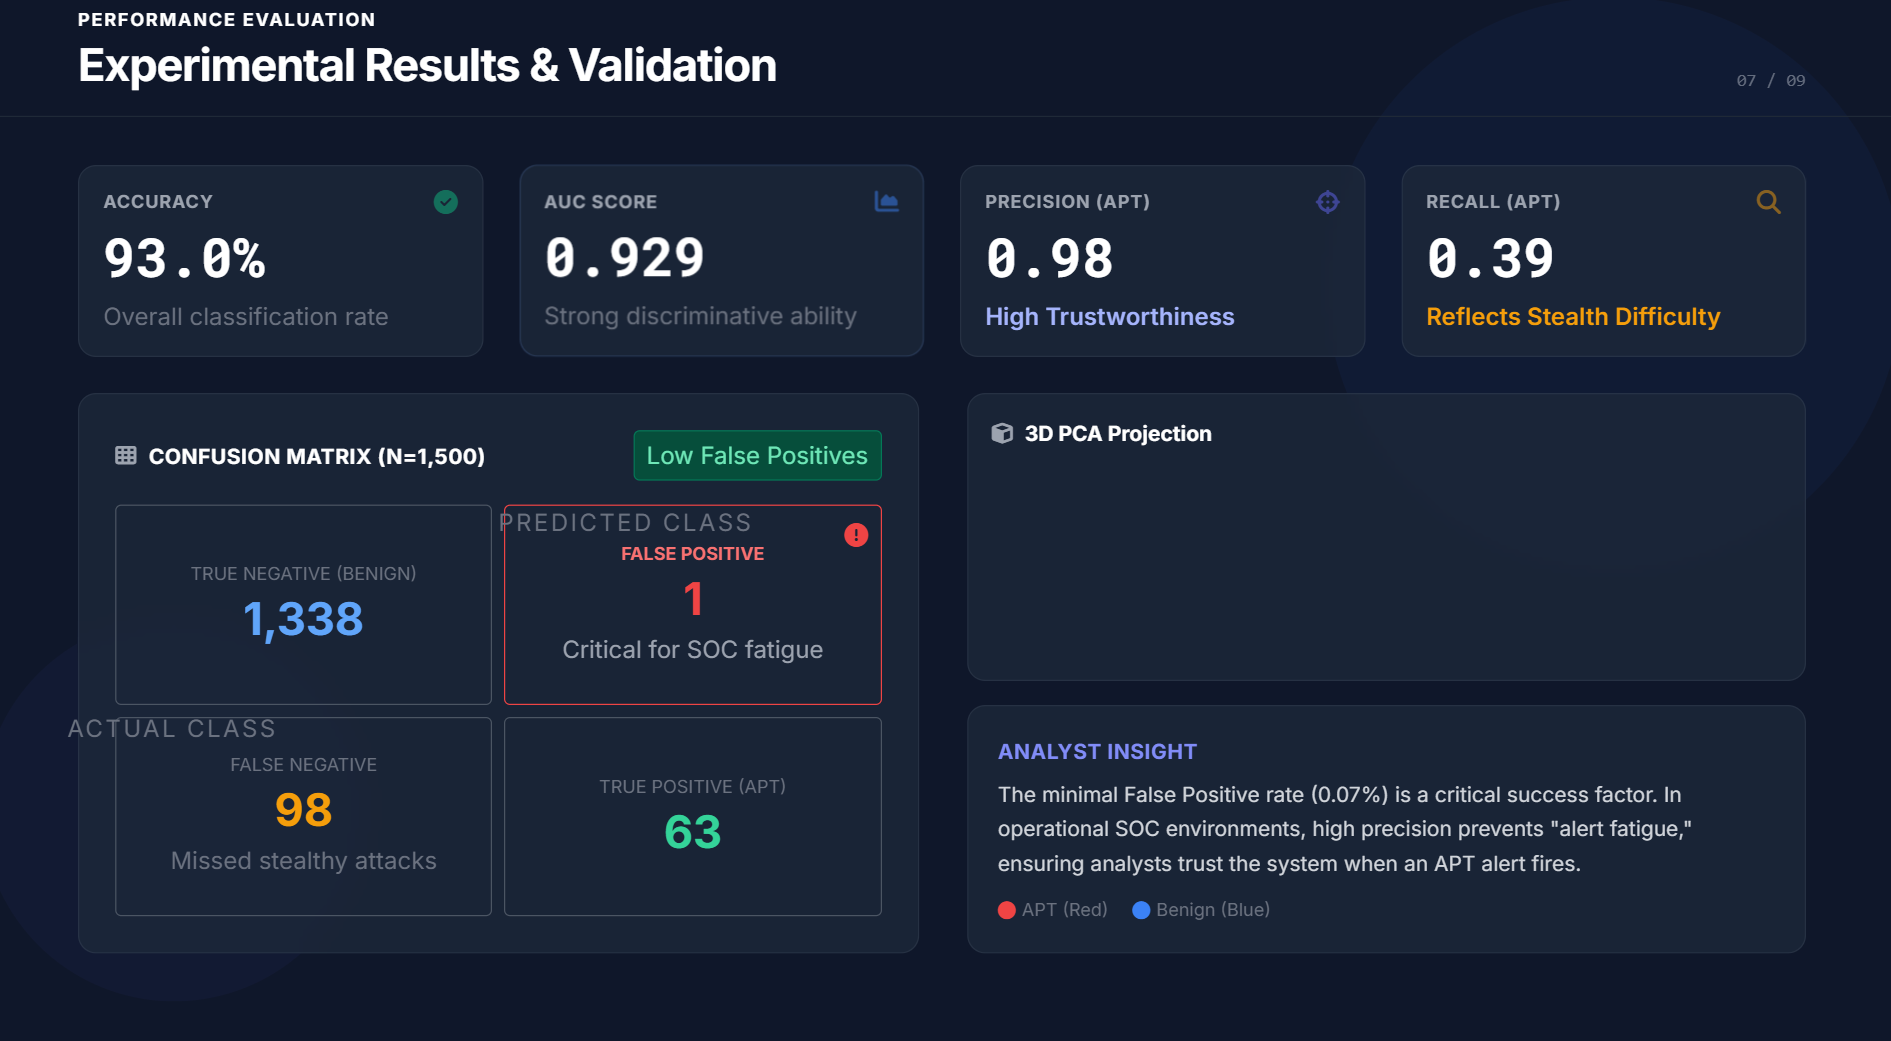 PERFORMANCE EVALUATION
Experimental Results & Validation
07 / 09
ACCURACY
93.0%
Overall classification rate
AUC SCORE
0.929
Strong discriminative ability
PRECISION (APT)
0.98
High Trustworthiness
RECALL (APT)
0.39
Reflects Stealth Difficulty
CONFUSION MATRIX (N=1,500)
Low False Positives
PREDICTED CLASS
TRUE NEGATIVE (BENIGN)
1,338
FALSE POSITIVE
1
Critical for SOC fatigue
ACTUAL CLASS
FALSE NEGATIVE
98
Missed stealthy attacks
TRUE POSITIVE (APT)
63
3D PCA Projection
ANALYST INSIGHT
The minimal False Positive rate (0.07%) is a critical success factor. In
operational SOC environments, high precision prevents "alert fatigue,"
ensuring analysts trust the system when an APT alert fires.
APT (Red)
Benign (Blue)